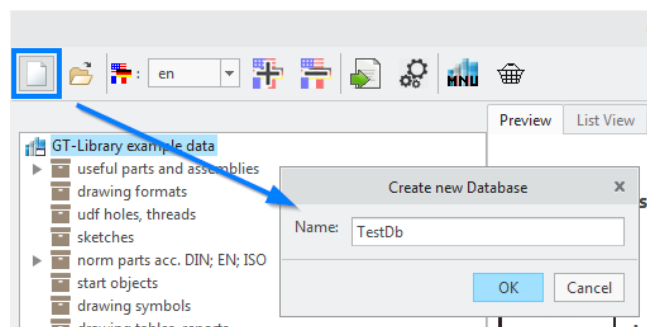 : en
MNU
Preview List View
GT-Library example data
useful parts and assemblies
drawing formats
udf holes, threads
sketches
norm parts acc. DIN; EN; ISO
start objects
drawing symbols
Create new Database x
Name: TestDb
OK Cancel